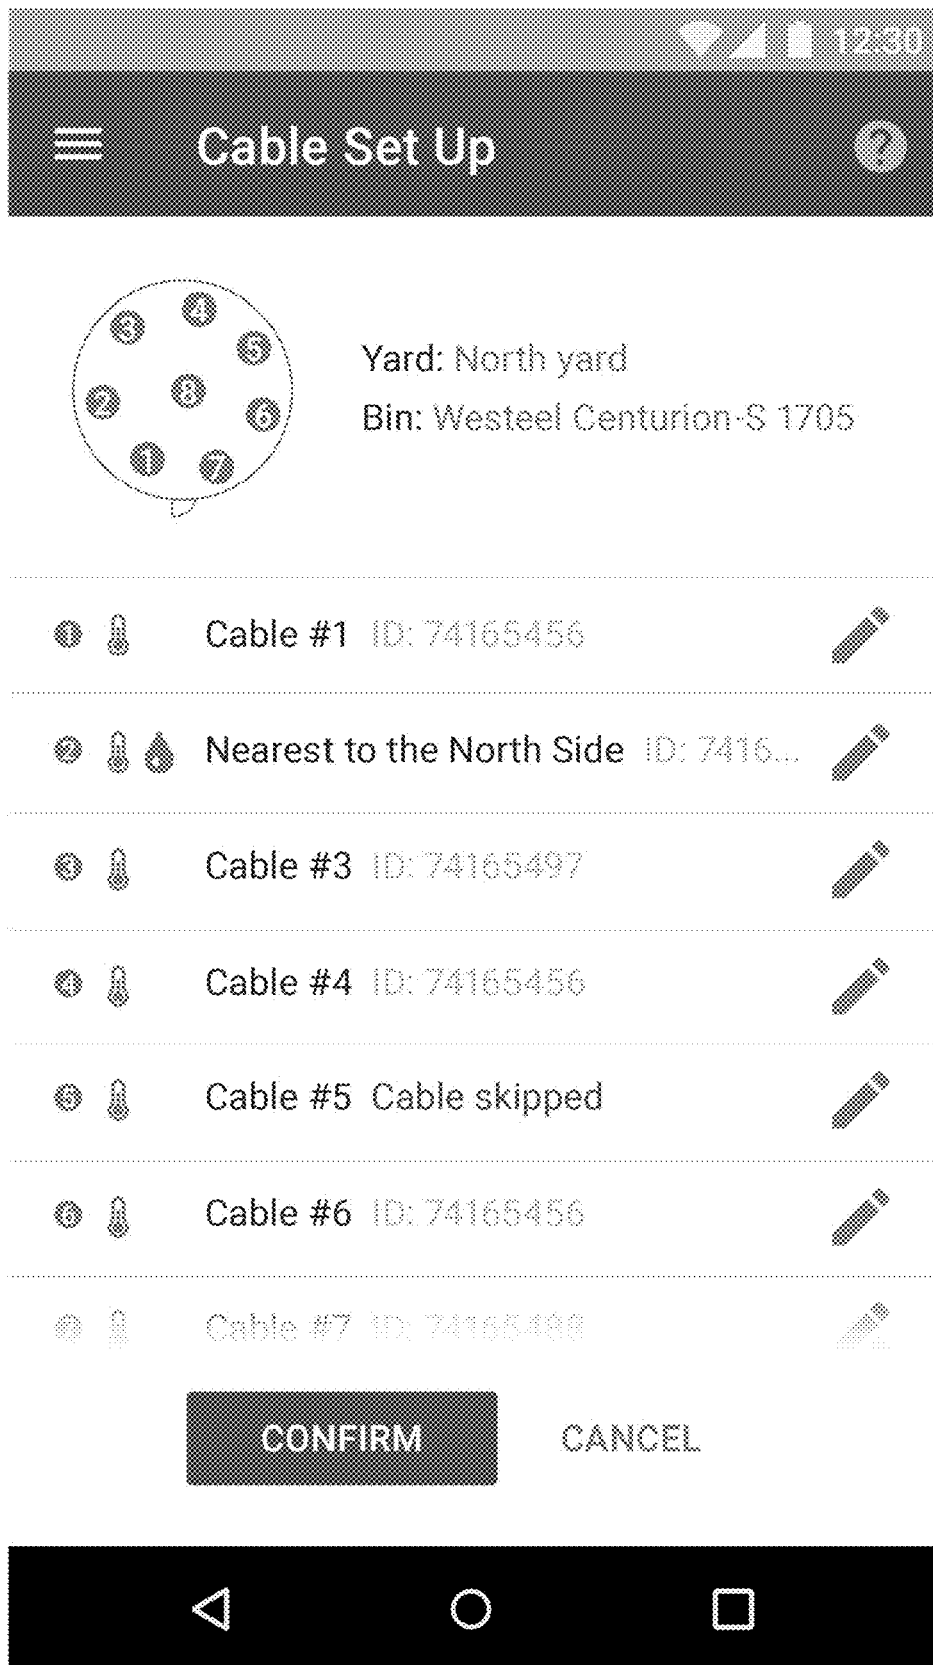 12:30
Cable Set Up ?
4
3
5
8
2
6
1
7
Yard: North yard
Bin: Westeel Centurion-S 1705
1 Cable #1 ID: 74165456
2 Nearest to the North Side ID: 7416...
3 Cable #3 ID: 74165497
4 Cable #4 ID: 74165456
5 Cable #5 Cable skipped
6 Cable #6 ID: 74165456
7 Cable #7 ID: 74165488
CONFIRM CANCEL